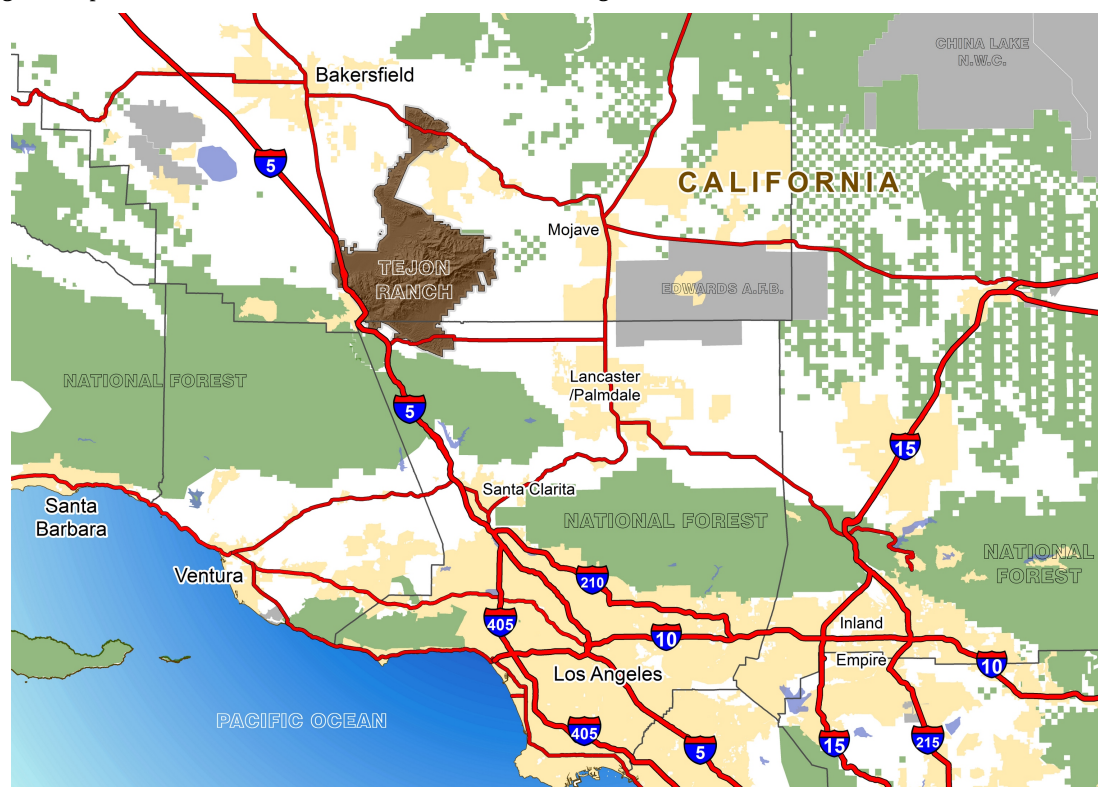 CHINA LAKE
N.W.C.
Bakersfield
5
CALIFORNIA
Mojave
TEJON
RANCH
EDWARDS A.F.B.
NATIONAL FOREST
Lancaster
/Palmdale
5
15
Santa Clarita
Santa
Barbara
NATIONAL FOREST
NATIONAL
FOREST
Ventura
210
405
10
Inland
Empire
10
Los Angeles
PACIFIC OCEAN
405
5
15
215